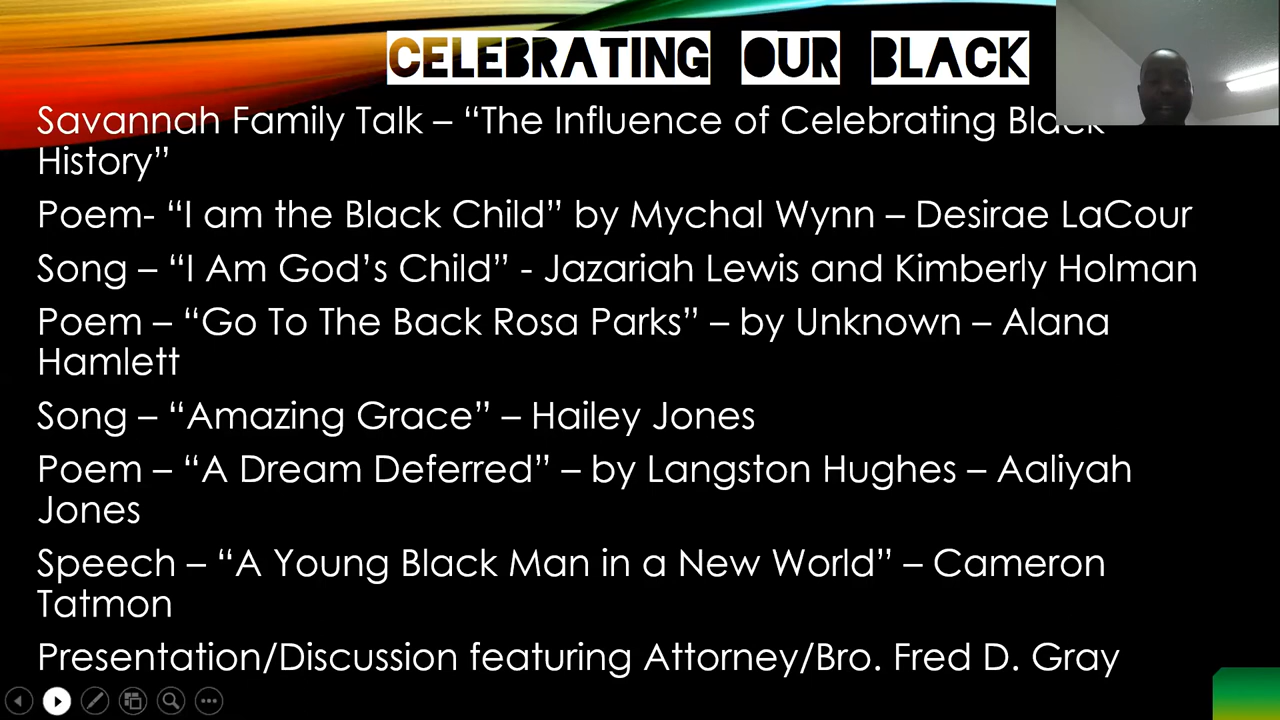 CELEBRATING OUR BLACK
Savannah Family Talk – “The Influence of Celebrating Black
History”
Poem- “I am the Black Child” by Mychal Wynn – Desirae LaCour
Song – “I Am God’s Child” - Jazariah Lewis and Kimberly Holman
Poem – “Go To The Back Rosa Parks” – by Unknown – Alana
Hamlett
Song – “Amazing Grace” – Hailey Jones
Poem – “A Dream Deferred” – by Langston Hughes – Aaliyah
Jones
Speech – “A Young Black Man in a New World” – Cameron
Tatmon
Presentation/Discussion featuring Attorney/Bro. Fred D. Gray